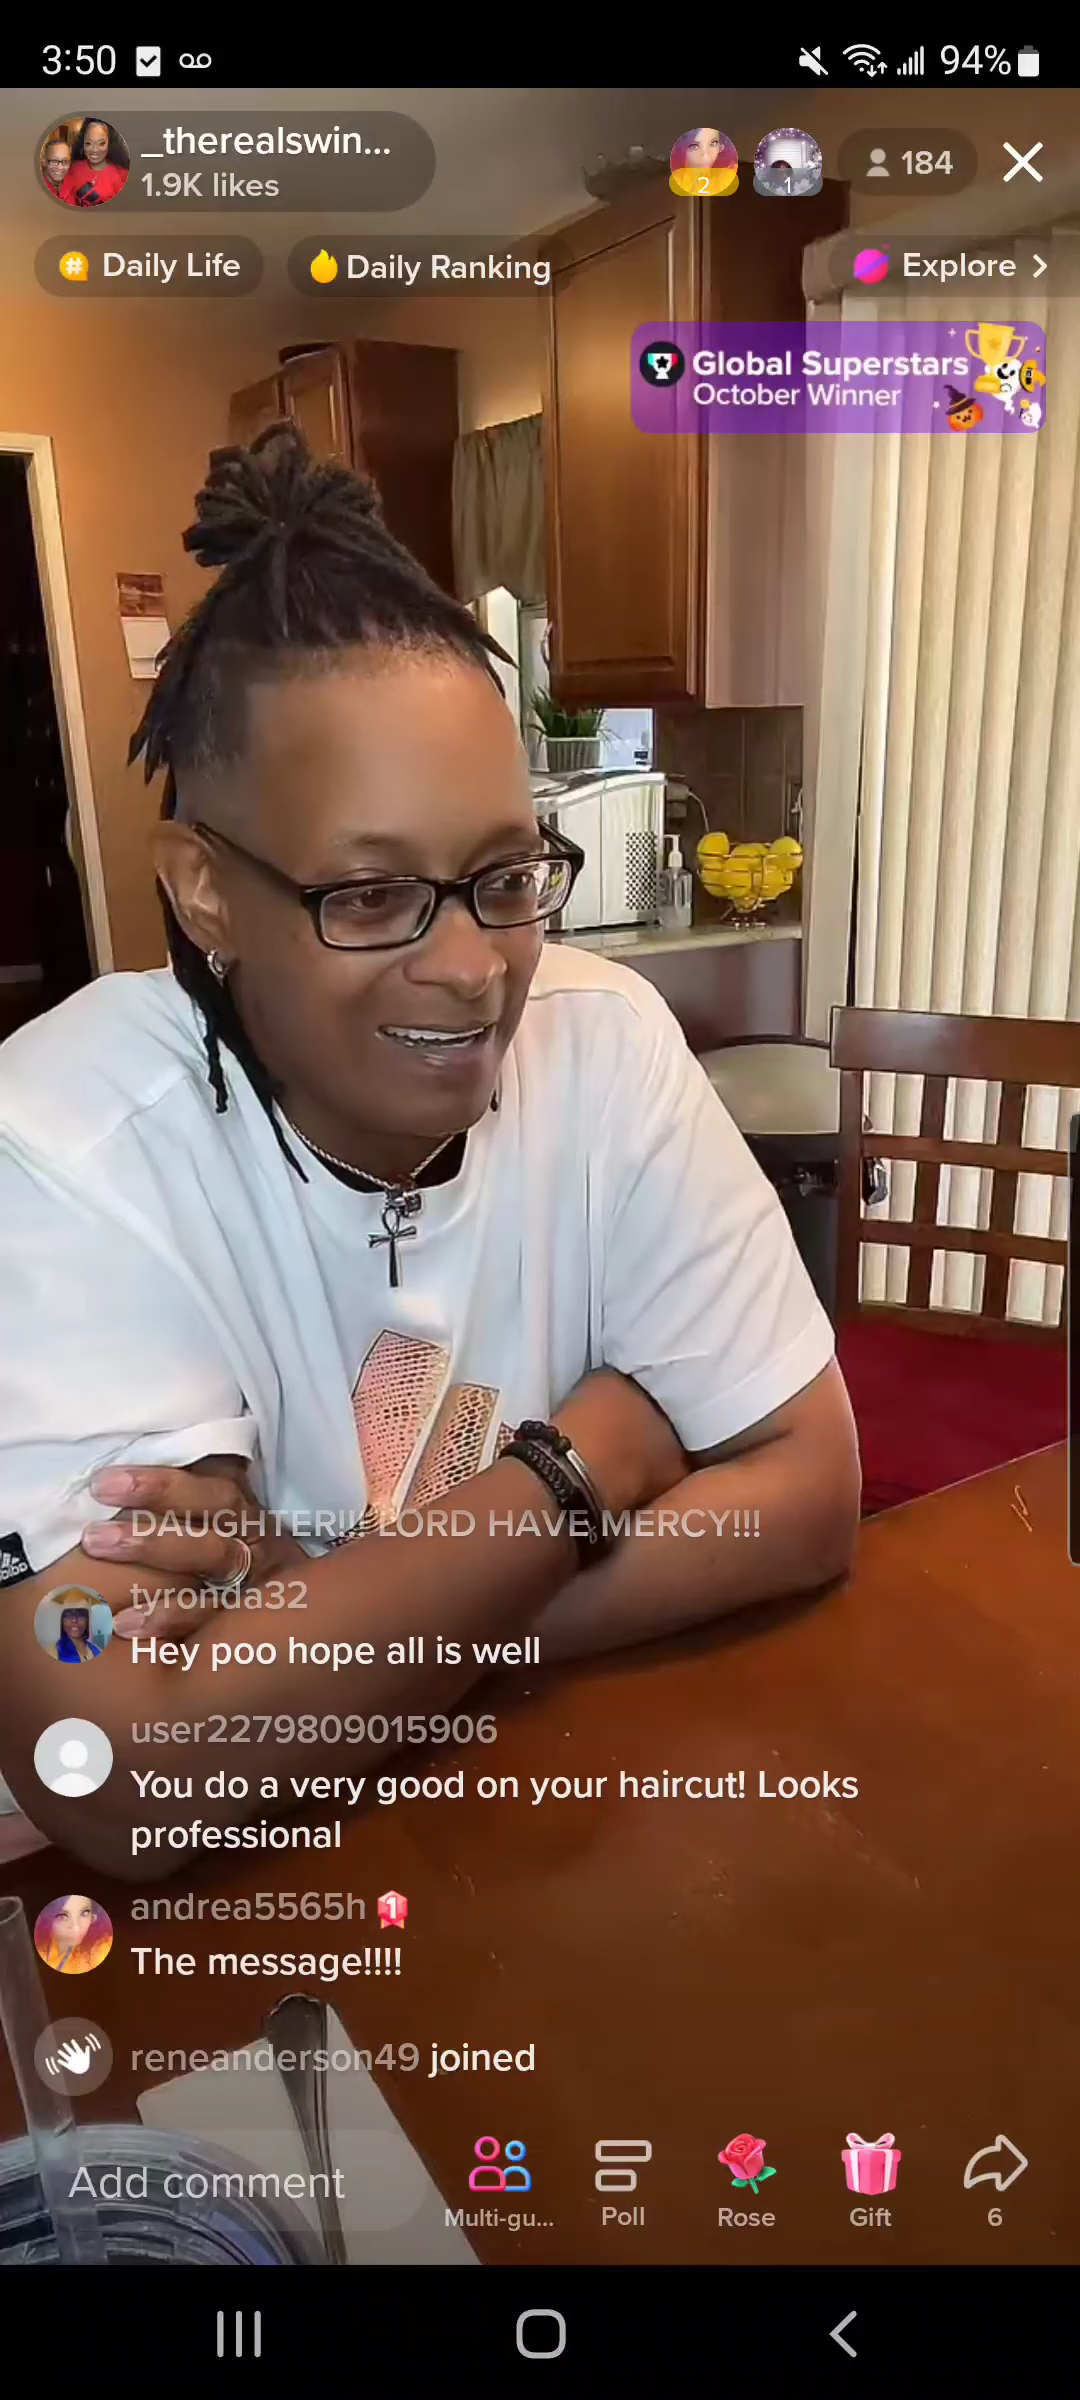 3:50
94%
_therealswin...
1.9K likes
2
1
184
Daily Life
Daily Ranking
Explore >
Global Superstars
October Winner
DAUGHTER!!! LORD HAVE MERCY!!!
tyronda32
Hey poo hope all is well
user2279809015906
You do a very good on your haircut! Looks
professional
andrea5565h 1
The message!!!!
reneanderson49 joined
Add comment
Multi-gu...
Poll
Rose
Gift
6